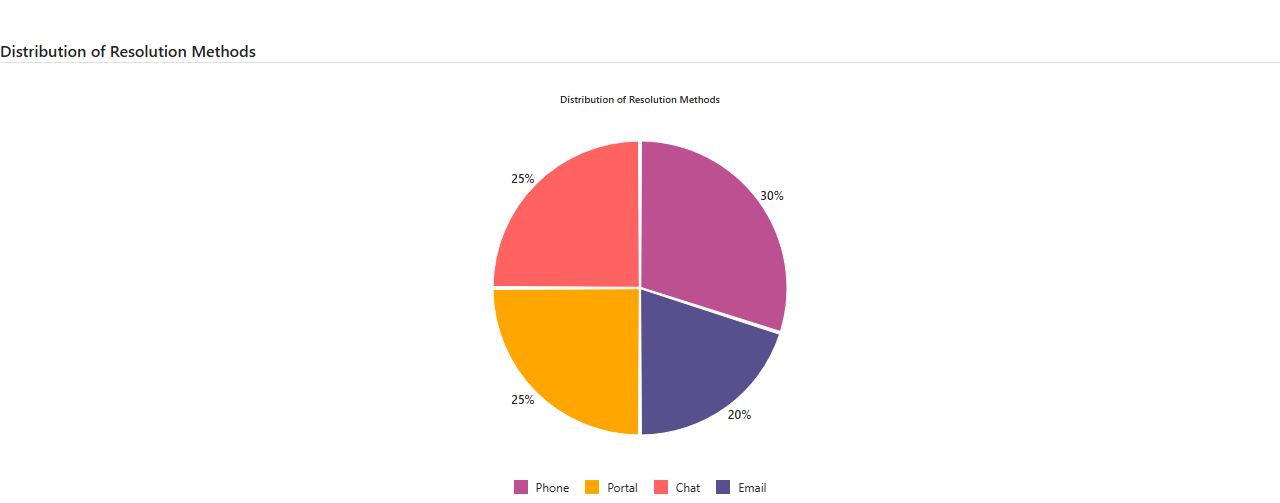 Distribution of Resolution Methods
Distribution of Resolution Methods
25%
30%
25%
20%
Phone Portal Chat Email